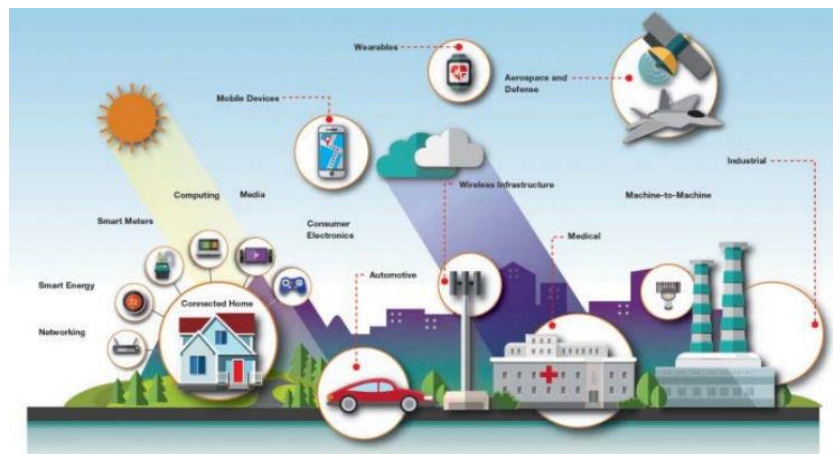 Wearables
Aerospace and
Defense
Mobile Devices
Industrial
Computing
Media
Wireless Infrastructure
Machine-to-Machine
Smart Meters
Consumer
Electronics
Medical
Automotive
Smart Energy
Connected Home
72
Networking